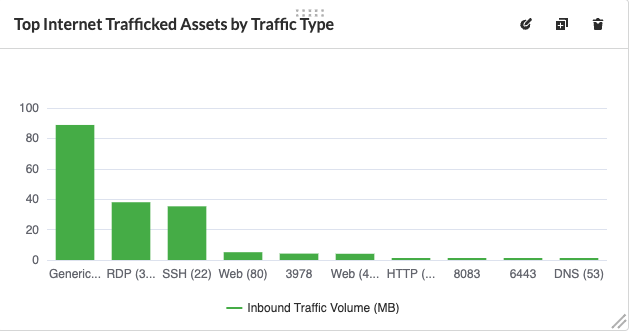 Top Internet Trafficked Assets by Traffic Type
100
80
60
40
20
0
Generic... RDP (3... SSH (22) Web (80) 3978 Web (4... HTTP (... 8083 6443 DNS (53)
Inbound Traffic Volume (MB)